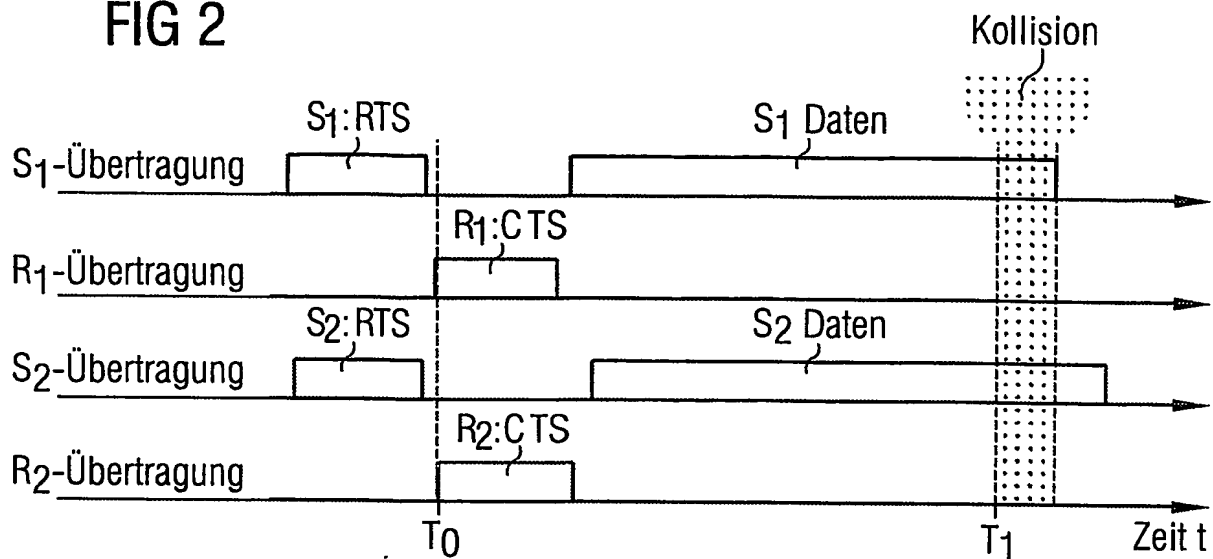 FIG 2
Kollision
S1:RTS
S1 Daten
S1-Übertragung
R1:CTS
R1-Übertragung
S2:RTS
S2 Daten
S2-Übertragung
R2:CTS
R2-Übertragung
T0
T1
Zeit t